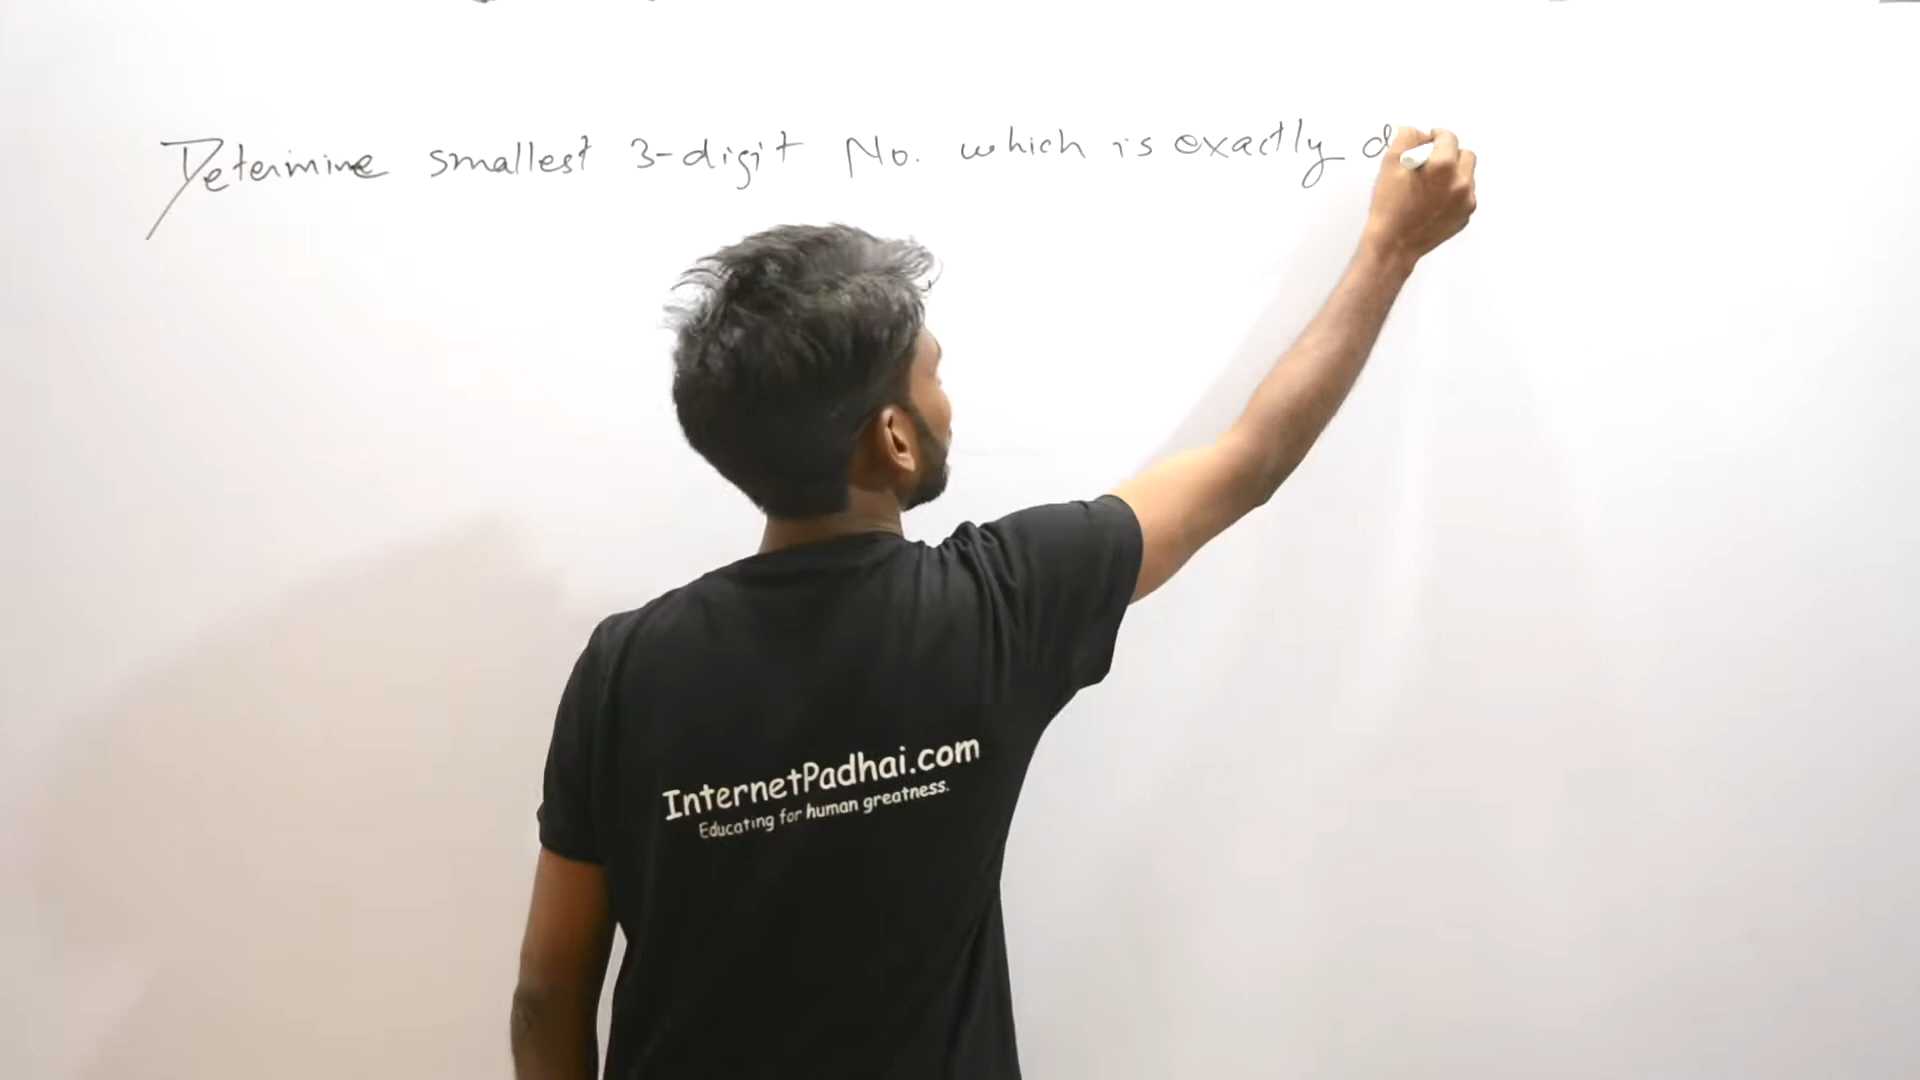 Determine smallest 3-digit No. which is exactly d
InternetPadhai.com
Educating for human greatness.